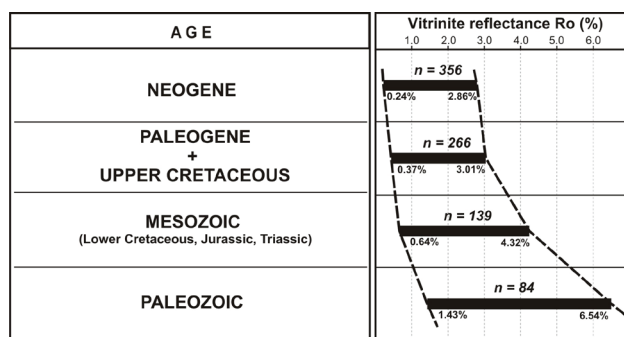 AGE
Vitrinite reflectance Ro (%)
1.0 2.0 3.0 4.0 5.0 6.0
NEOGENE
n = 356
0.24% 2.86%
PALEOGENE
+
UPPER CRETACEOUS
n = 266
0.37% 3.01%
MESOZOIC
(Lower Cretaceous, Jurassic, Triassic)
n = 139
0.64% 4.32%
PALEOZOIC
n = 84
1.43% 6.54%